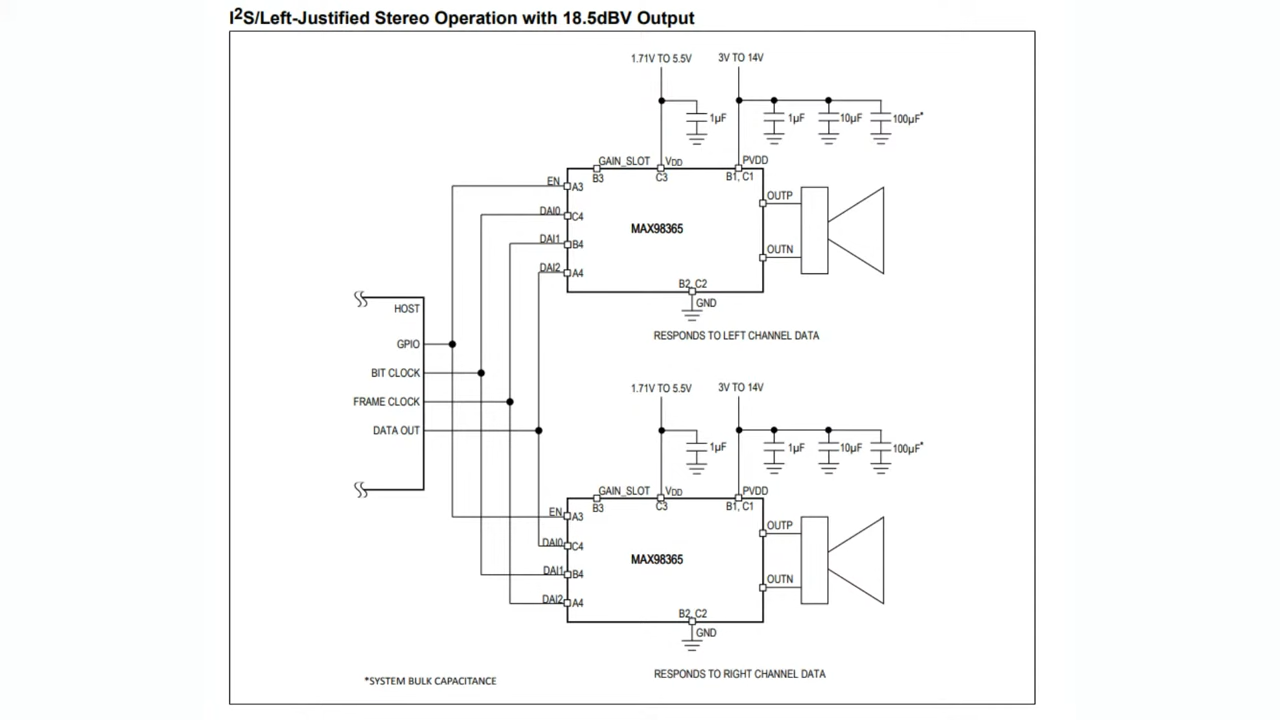 I²S/Left-Justified Stereo Operation with 18.5dBV Output
1.71V TO 5.5V 3V TO 14V
1µF 1µF 10µF 100µF*
GAIN_SLOT VDD PVDD
B3 C3 B1, C1
EN A3
DAI0 C4
DAI1 B4
DAI2 A4
MAX98365
OUTP
OUTN
B2, C2
GND
RESPONDS TO LEFT CHANNEL DATA
HOST
GPIO
BIT CLOCK
FRAME CLOCK
DATA OUT
1.71V TO 5.5V 3V TO 14V
1µF 1µF 10µF 100µF*
GAIN_SLOT VDD PVDD
B3 C3 B1, C1
EN A3
DAI0 C4
DAI1 B4
DAI2 A4
MAX98365
OUTP
OUTN
B2, C2
GND
RESPONDS TO RIGHT CHANNEL DATA
*SYSTEM BULK CAPACITANCE